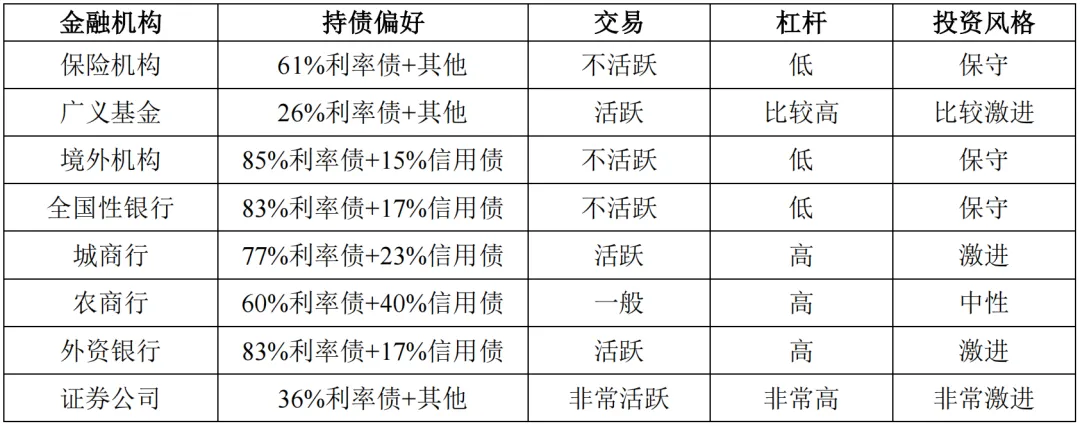 金融机构 持债偏好 交易 杠杆 投资风格
保险机构 61%利率债+其他 不活跃 低 保守
广义基金 26%利率债+其他 活跃 比较高 比较激进
境外机构 85%利率债+15%信用债 不活跃 低 保守
全国性银行 83%利率债+17%信用债 不活跃 低 保守
城商行 77%利率债+23%信用债 活跃 高 激进
农商行 60%利率债+40%信用债 一般 高 中性
外资银行 83%利率债+17%信用债 活跃 高 激进
证券公司 36%利率债+其他 非常活跃 非常高 非常激进